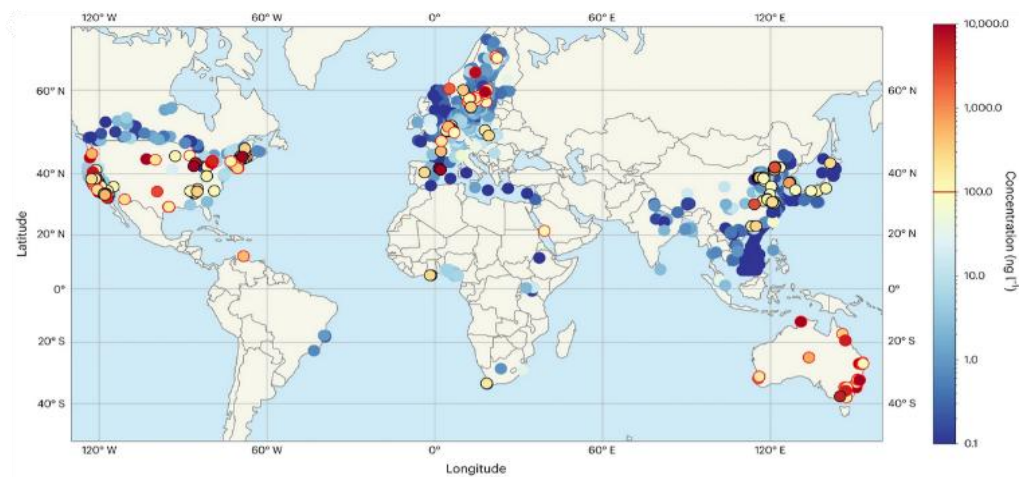 120° W 60° W 0° 60° E 120° E
10,000.0
60° N 60° N
1,000.0
40° N 40° N
100.0
20° N 20° N
10.0
0° 0°
1.0
20° S 20° S
40° S 40° S
0.1
120° W 60° W 0° 60° E 120° E
Longitude
Latitude
Concentration (ng l⁻¹)